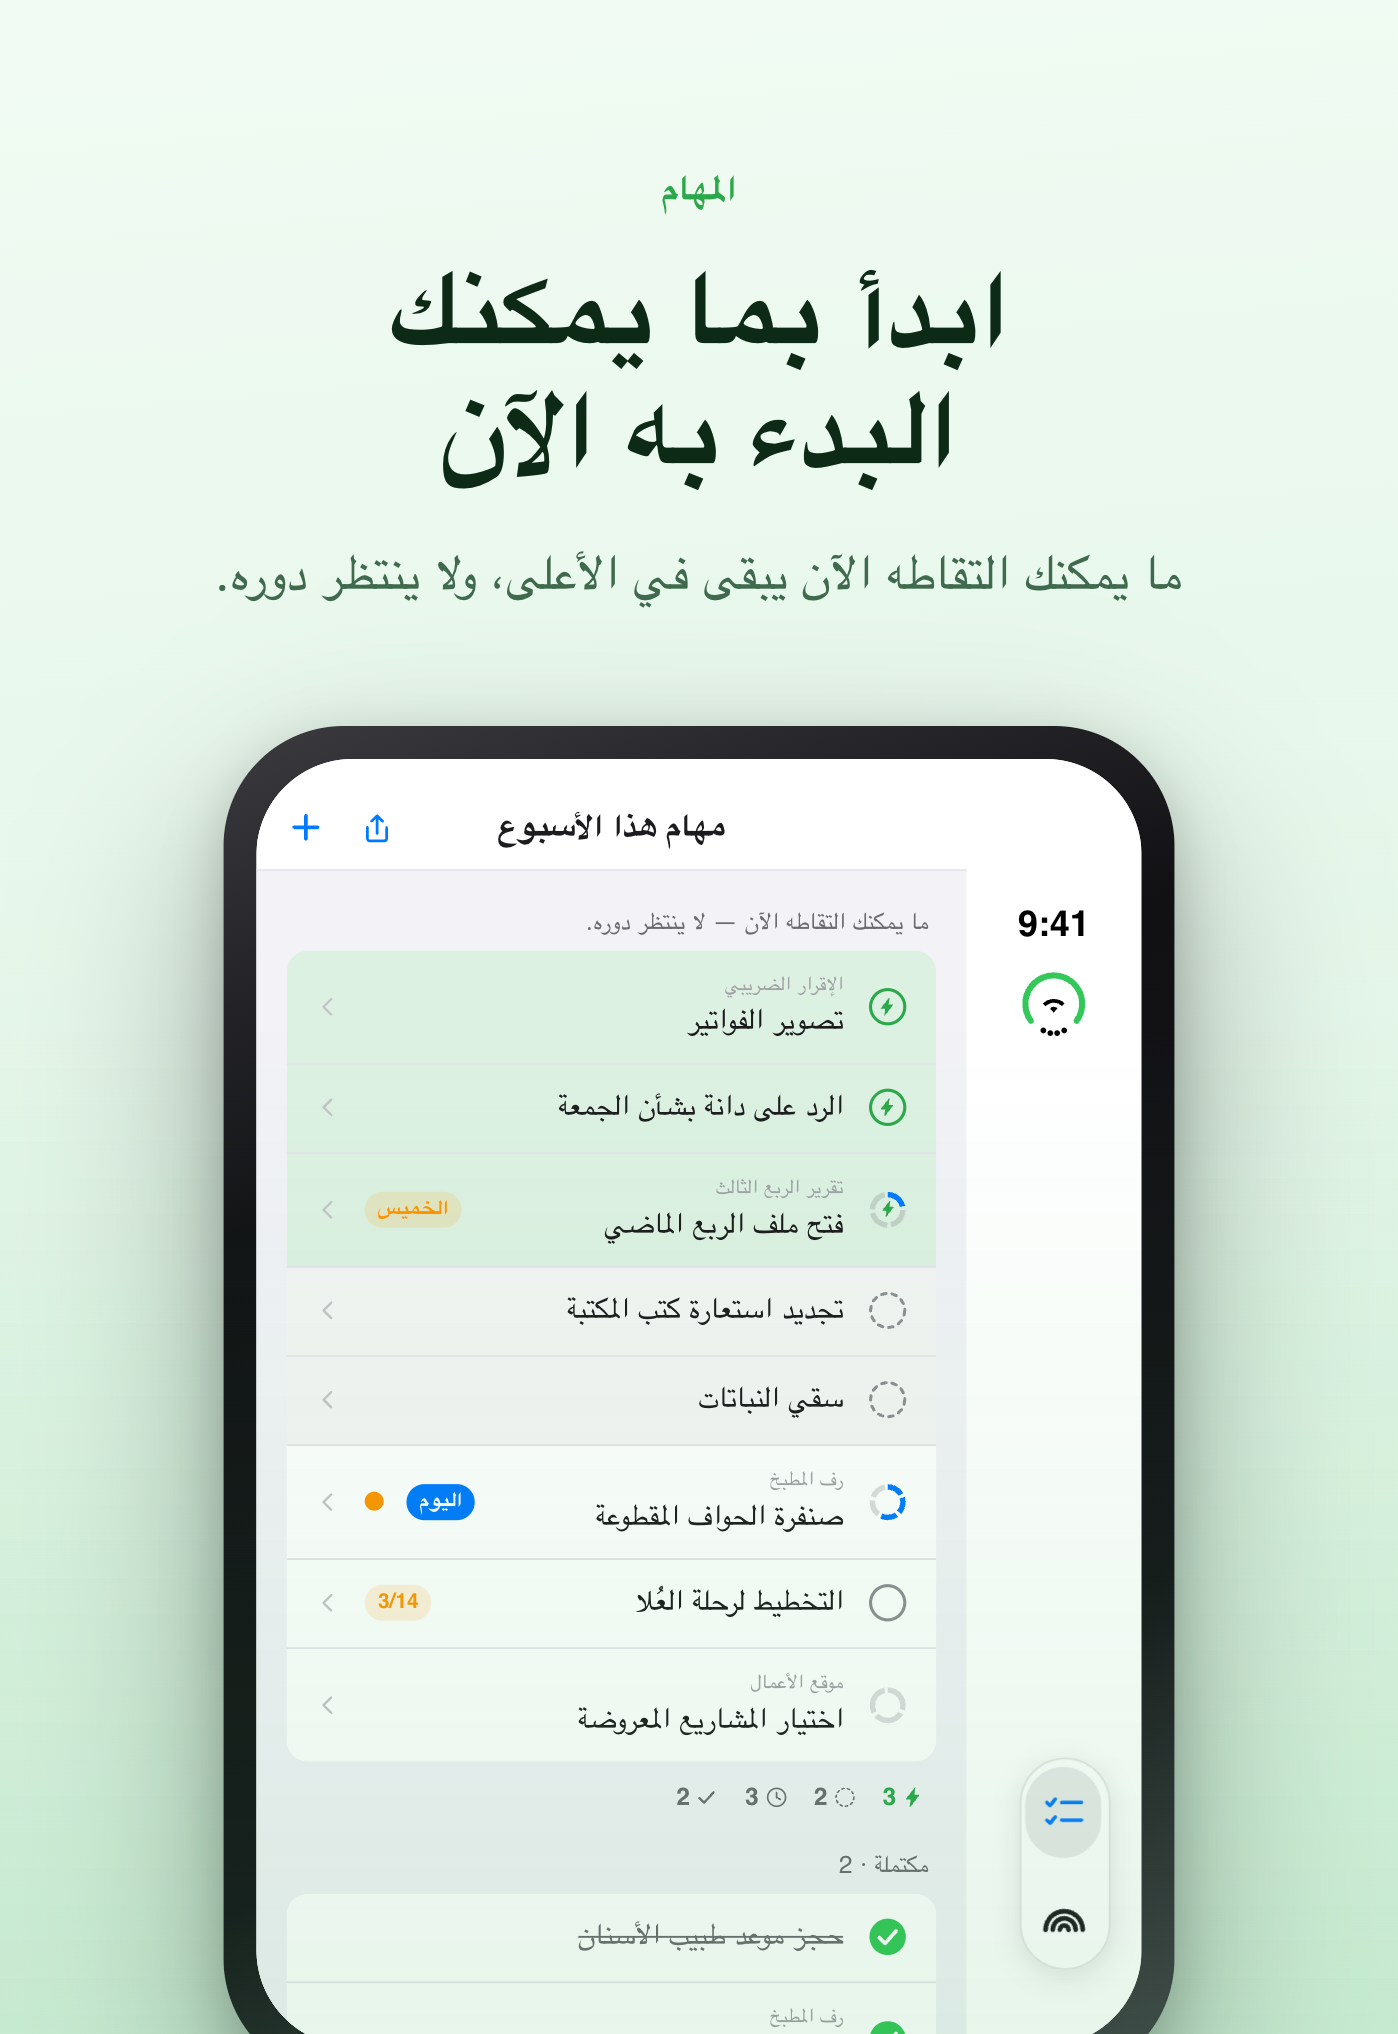 المهام
ابدأ بما يمكنك
البدء به الآن
ما يمكنك التقاطه الآن يبقى في الأعلى، ولا ينتظر دوره.
مهام هذا الأسبوع
9:41
ما يمكنك التقاطه الآن — لا ينتظر دوره.
الإقرار الضريبي
تصوير الفواتير
الرد على دانة بشأن الجمعة
تقرير الربع الثالث
فتح ملف الربع الماضي
الخميس
تجديد استعارة كتب المكتبة
سقي النباتات
رف المطبخ
صنفرة الحواف المقطوعة
اليوم
التخطيط لرحلة العُلا
3/14
موقع الأعمال
اختيار المشاريع المعروضة
3 2 3 2
مكتملة · 2
حجز موعد طبيب الأسنان
رف المطبخ